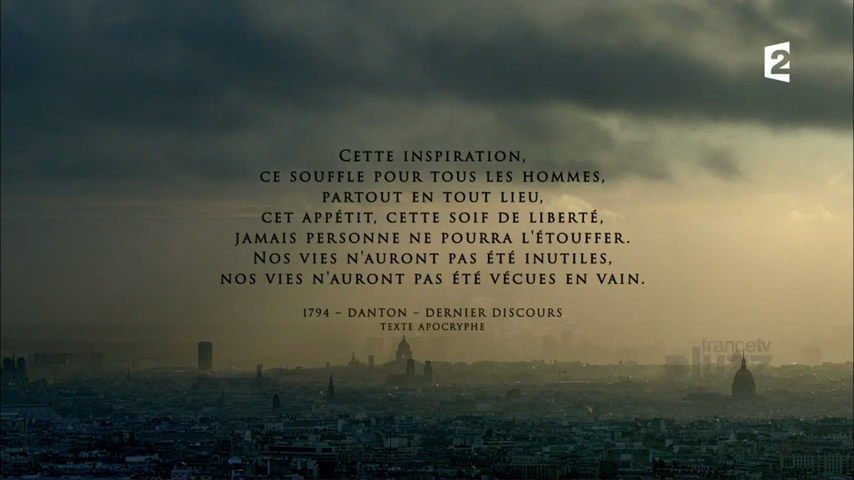 2
Cette inspiration,
ce souffle pour tous les hommes,
partout en tout lieu,
cet appétit, cette soif de liberté,
jamais personne ne pourra l'étouffer.
Nos vies n'auront pas été inutiles,
nos vies n'auront pas été vécues en vain.
1794 – DANTON – DERNIER DISCOURS
TEXTE APOCRYPHE
francetv
pluzz